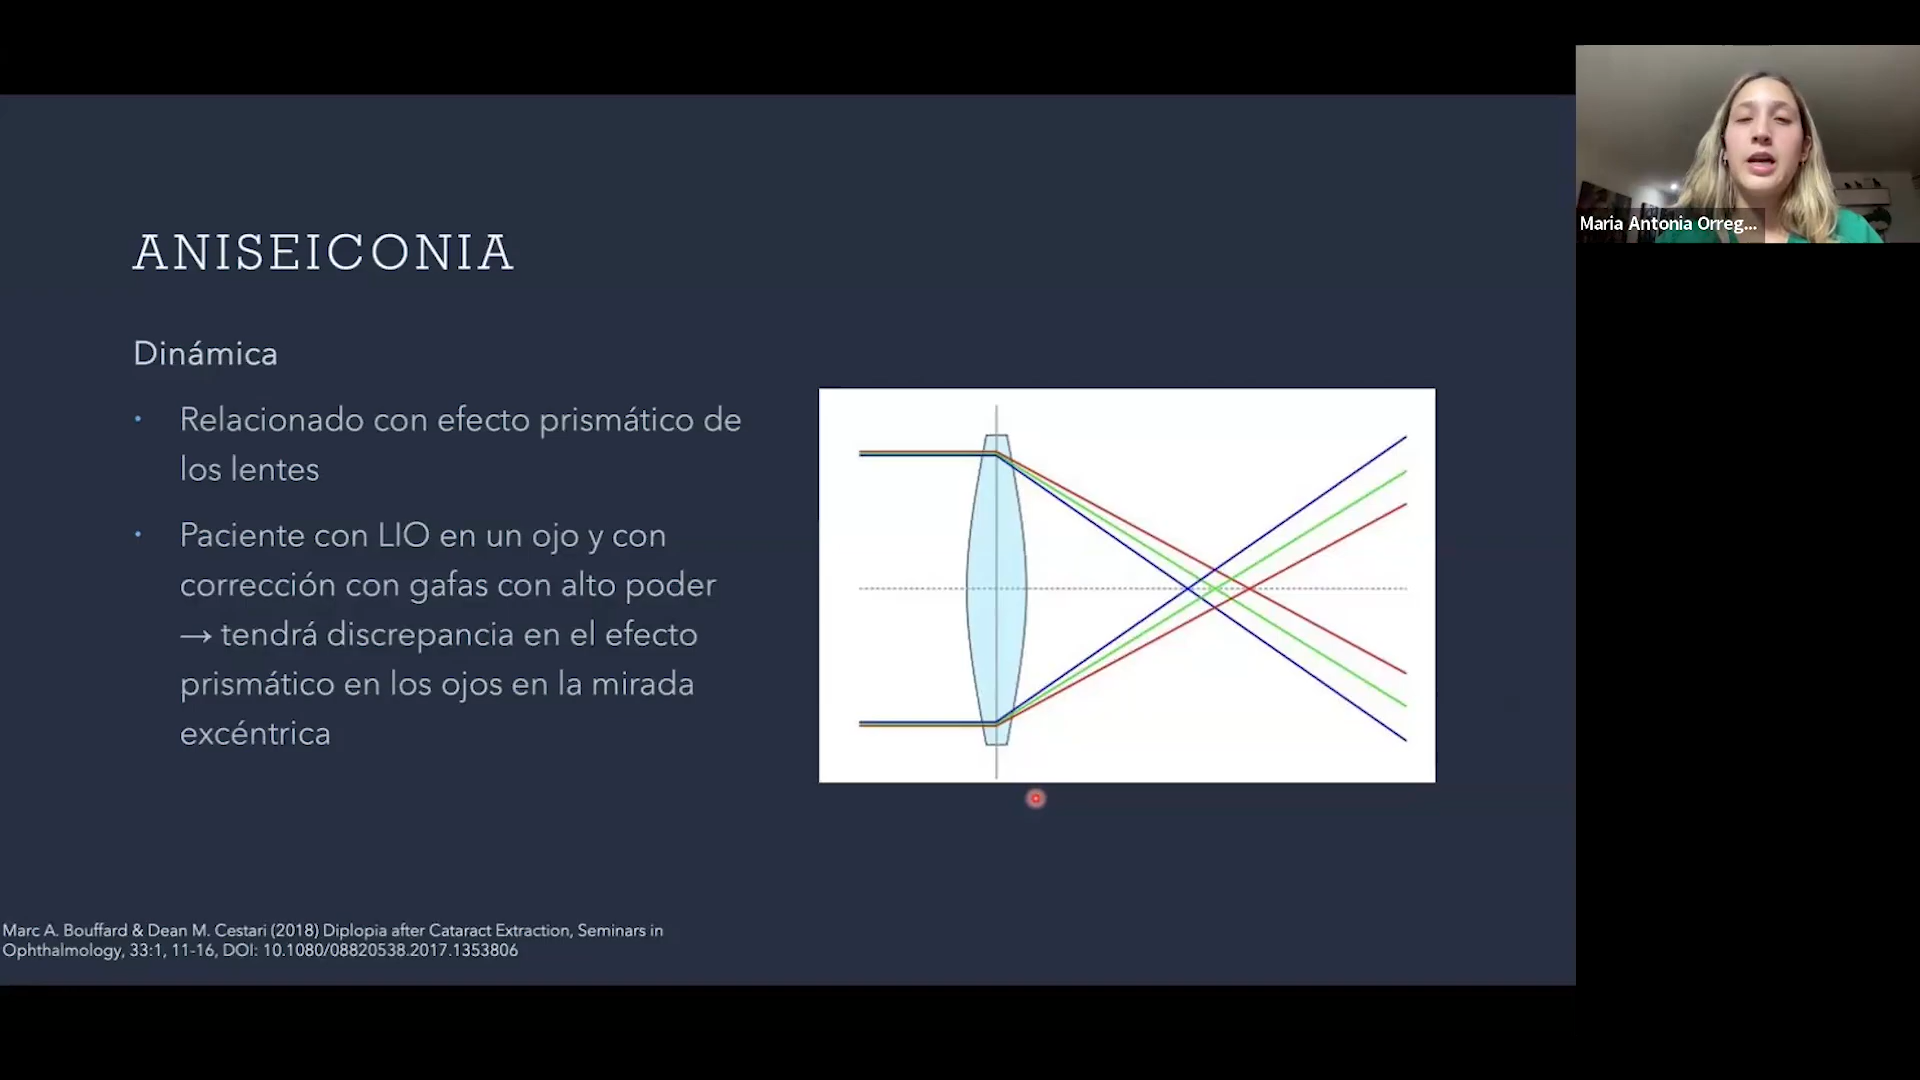 ANISEICONIA
Dinámica
• Relacionado con efecto prismático de
los lentes
• Paciente con LIO en un ojo y con
corrección con gafas con alto poder
→ tendrá discrepancia en el efecto
prismático en los ojos en la mirada
excéntrica
Marc A. Bouffard & Dean M. Cestari (2018) Diplopia after Cataract Extraction, Seminars in
Ophthalmology, 33:1, 11-16, DOI: 10.1080/08820538.2017.1353806
Maria Antonia Orreg...